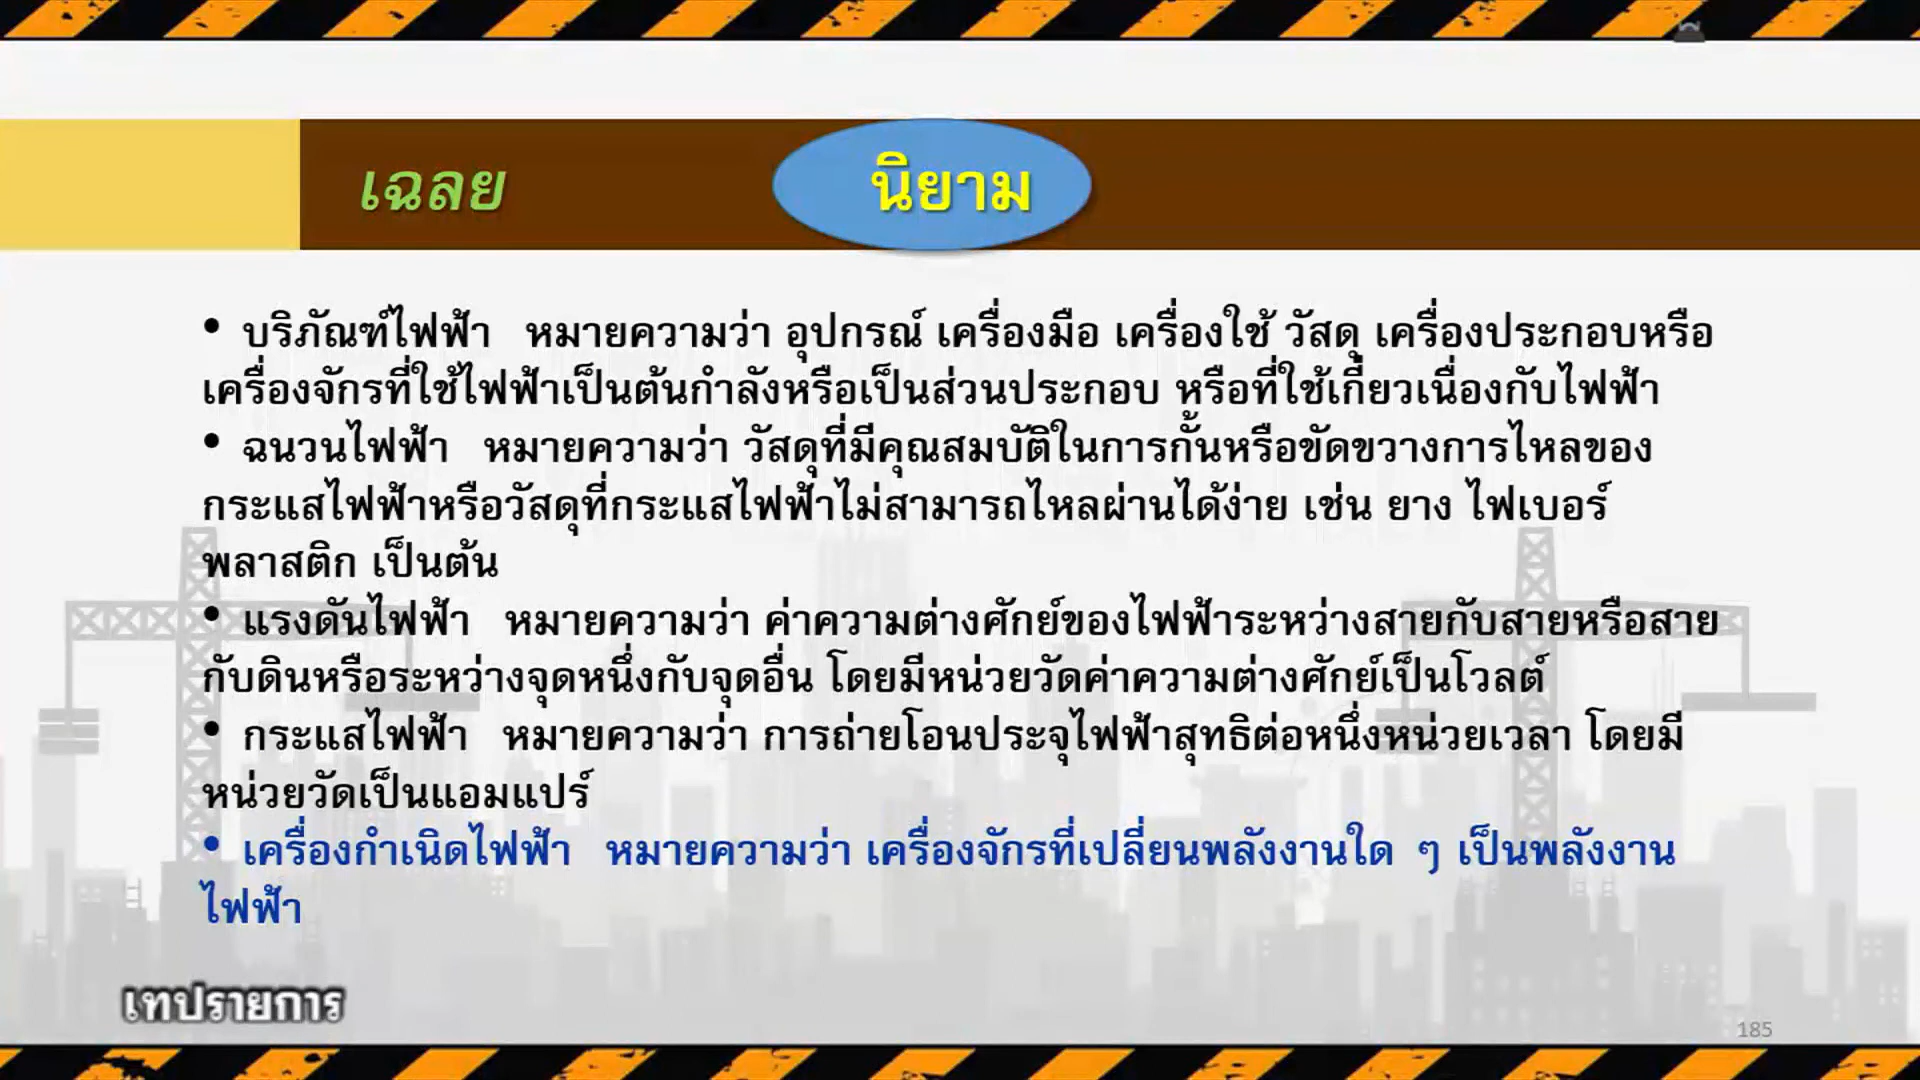 เฉลย
นิยาม
• บริภัณฑ์ไฟฟ้า หมายความว่า อุปกรณ์ เครื่องมือ เครื่องใช้ วัสดุ เครื่องประกอบหรือ
เครื่องจักรที่ใช้ไฟฟ้าเป็นต้นกำลังหรือเป็นส่วนประกอบ หรือที่ใช้เกี่ยวเนื่องกับไฟฟ้า
• ฉนวนไฟฟ้า หมายความว่า วัสดุที่มีคุณสมบัติในการกั้นหรือขัดขวางการไหลของ
กระแสไฟฟ้าหรือวัสดุที่กระแสไฟฟ้าไม่สามารถไหลผ่านได้ง่าย เช่น ยาง ไฟเบอร์
พลาสติก เป็นต้น
• แรงดันไฟฟ้า หมายความว่า ค่าความต่างศักย์ของไฟฟ้าระหว่างสายกับสายหรือสาย
กับดินหรือระหว่างจุดหนึ่งกับจุดอื่น โดยมีหน่วยวัดค่าความต่างศักย์เป็นโวลต์
• กระแสไฟฟ้า หมายความว่า การถ่ายโอนประจุไฟฟ้าสุทธิต่อหนึ่งหน่วยเวลา โดยมี
หน่วยวัดเป็นแอมแปร์
• เครื่องกำเนิดไฟฟ้า หมายความว่า เครื่องจักรที่เปลี่ยนพลังงานใด ๆ เป็นพลังงาน
ไฟฟ้า
เทปรายการ
185